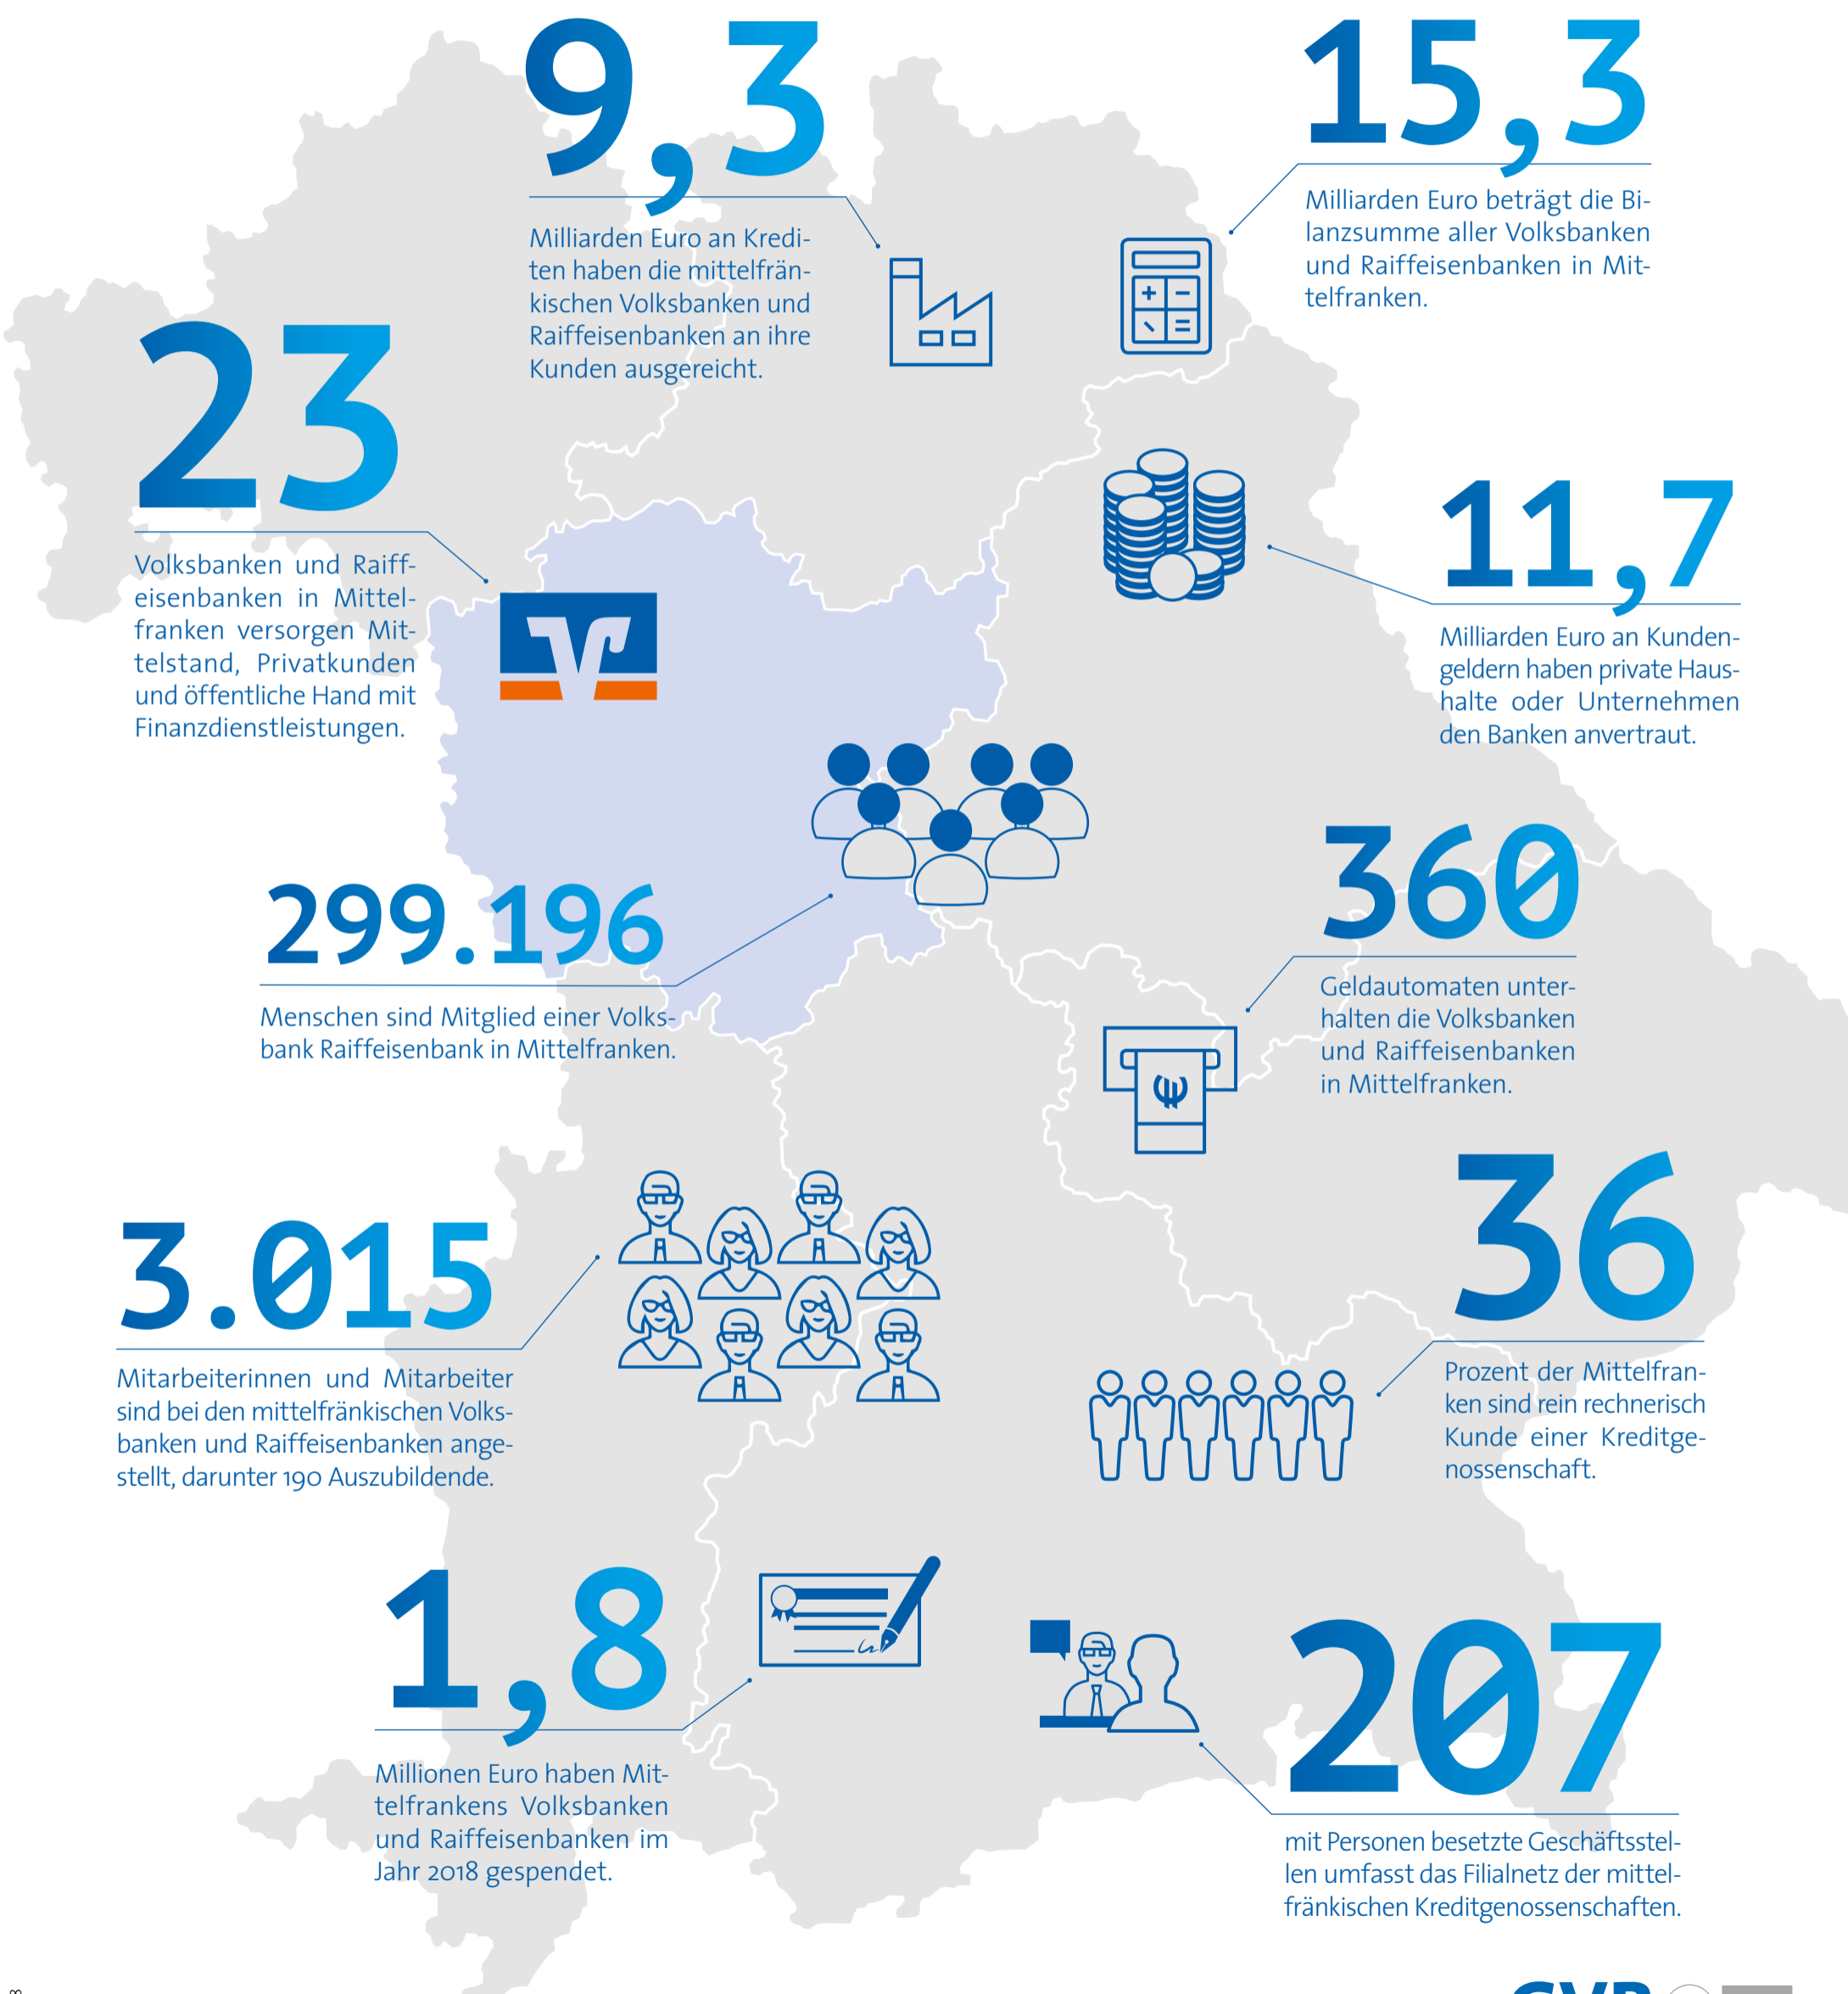 9,3
Milliarden Euro an Kredi-
ten haben die mittelfrän-
kischen Volksbanken und
Raiffeisenbanken an ihre
Kunden ausgereicht.
15,3
Milliarden Euro beträgt die Bi-
lanzsumme aller Volksbanken
und Raiffeisenbanken in Mit-
telfranken.
23
Volksbanken und Raiff-
eisenbanken in Mittel-
franken versorgen Mit-
telstand, Privatkunden
und öffentliche Hand mit
Finanzdienstleistungen.
11,7
Milliarden Euro an Kunden-
geldern haben private Haus-
halte oder Unternehmen
den Banken anvertraut.
299.196
Menschen sind Mitglied einer Volks-
bank Raiffeisenbank in Mittelfranken.
360
Geldautomaten unter-
halten die Volksbanken
und Raiffeisenbanken
in Mittelfranken.
3.015
Mitarbeiterinnen und Mitarbeiter
sind bei den mittelfränkischen Volks-
banken und Raiffeisenbanken ange-
stellt, darunter 190 Auszubildende.
36
Prozent der Mittelfran-
ken sind rein rechnerisch
Kunde einer Kreditge-
nossenschaft.
1,8
Millionen Euro haben Mit-
telfrankens Volksbanken
und Raiffeisenbanken im
Jahr 2018 gespendet.
207
mit Personen besetzte Geschäftsstel-
len umfasst das Filialnetz der mittel-
fränkischen Kreditgenossenschaften.